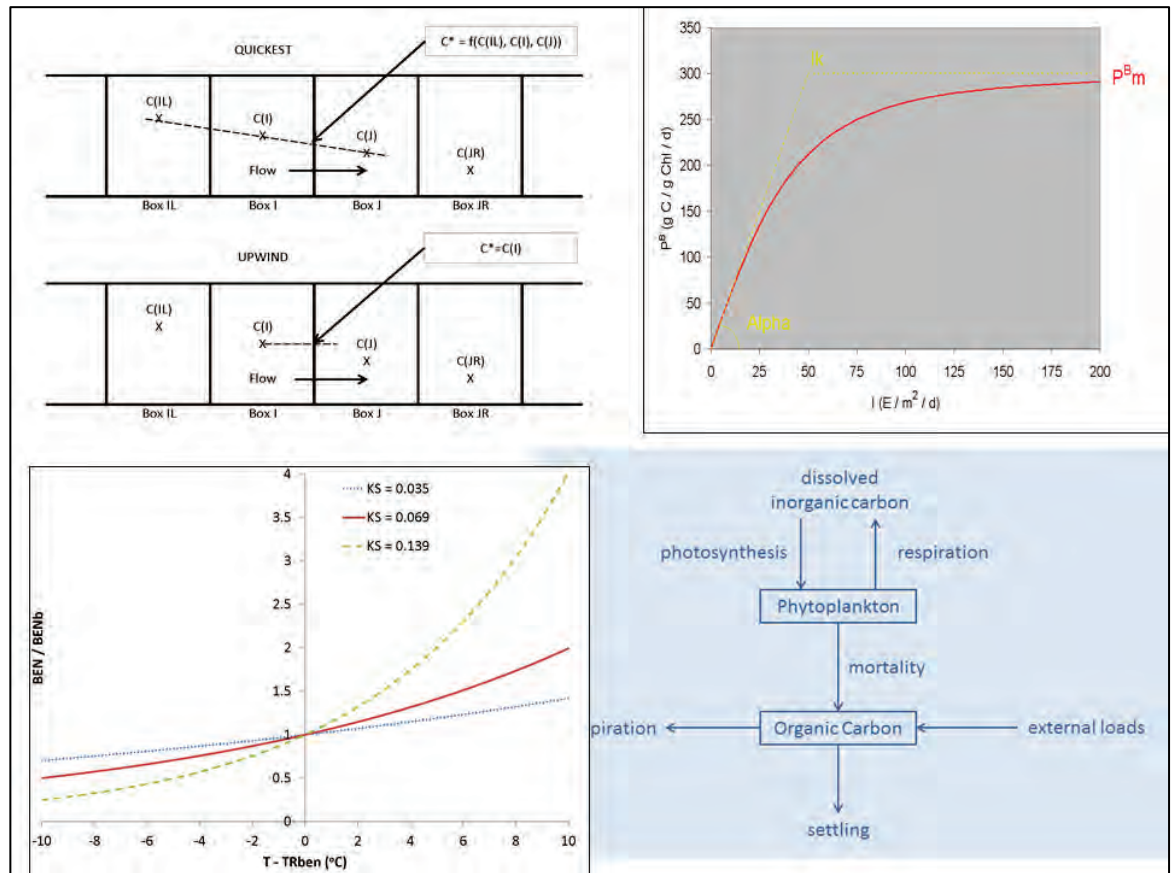 QUICKEST
C* = f(C(IL), C(I), C(J))
C(IL)
X
C(I)
X
C(J)
X
C(JR)
X
Flow
Box IL
Box I
Box J
Box JR
UPWIND
C*=C(I)
C(IL)
X
C(I)
X
C(J)
X
C(JR)
X
Flow
Box IL
Box I
Box J
Box JR
350
300
250
200
150
100
50
0
P^B (g C / g Chl / d)
Ik
P^Bm
Alpha
0 25 50 75 100 125 150 175 200
I (E / m² / d)
4
3.5
3
2.5
2
1.5
1
0.5
0
KS = 0.035
KS = 0.069
KS = 0.139
BEN / BENb
-10 -8 -6 -4 -2 0 2 4 6 8 10
T - TRben (°C)
dissolved
inorganic carbon
photosynthesis
respiration
Phytoplankton
mortality
piration
Organic Carbon
external loads
settling